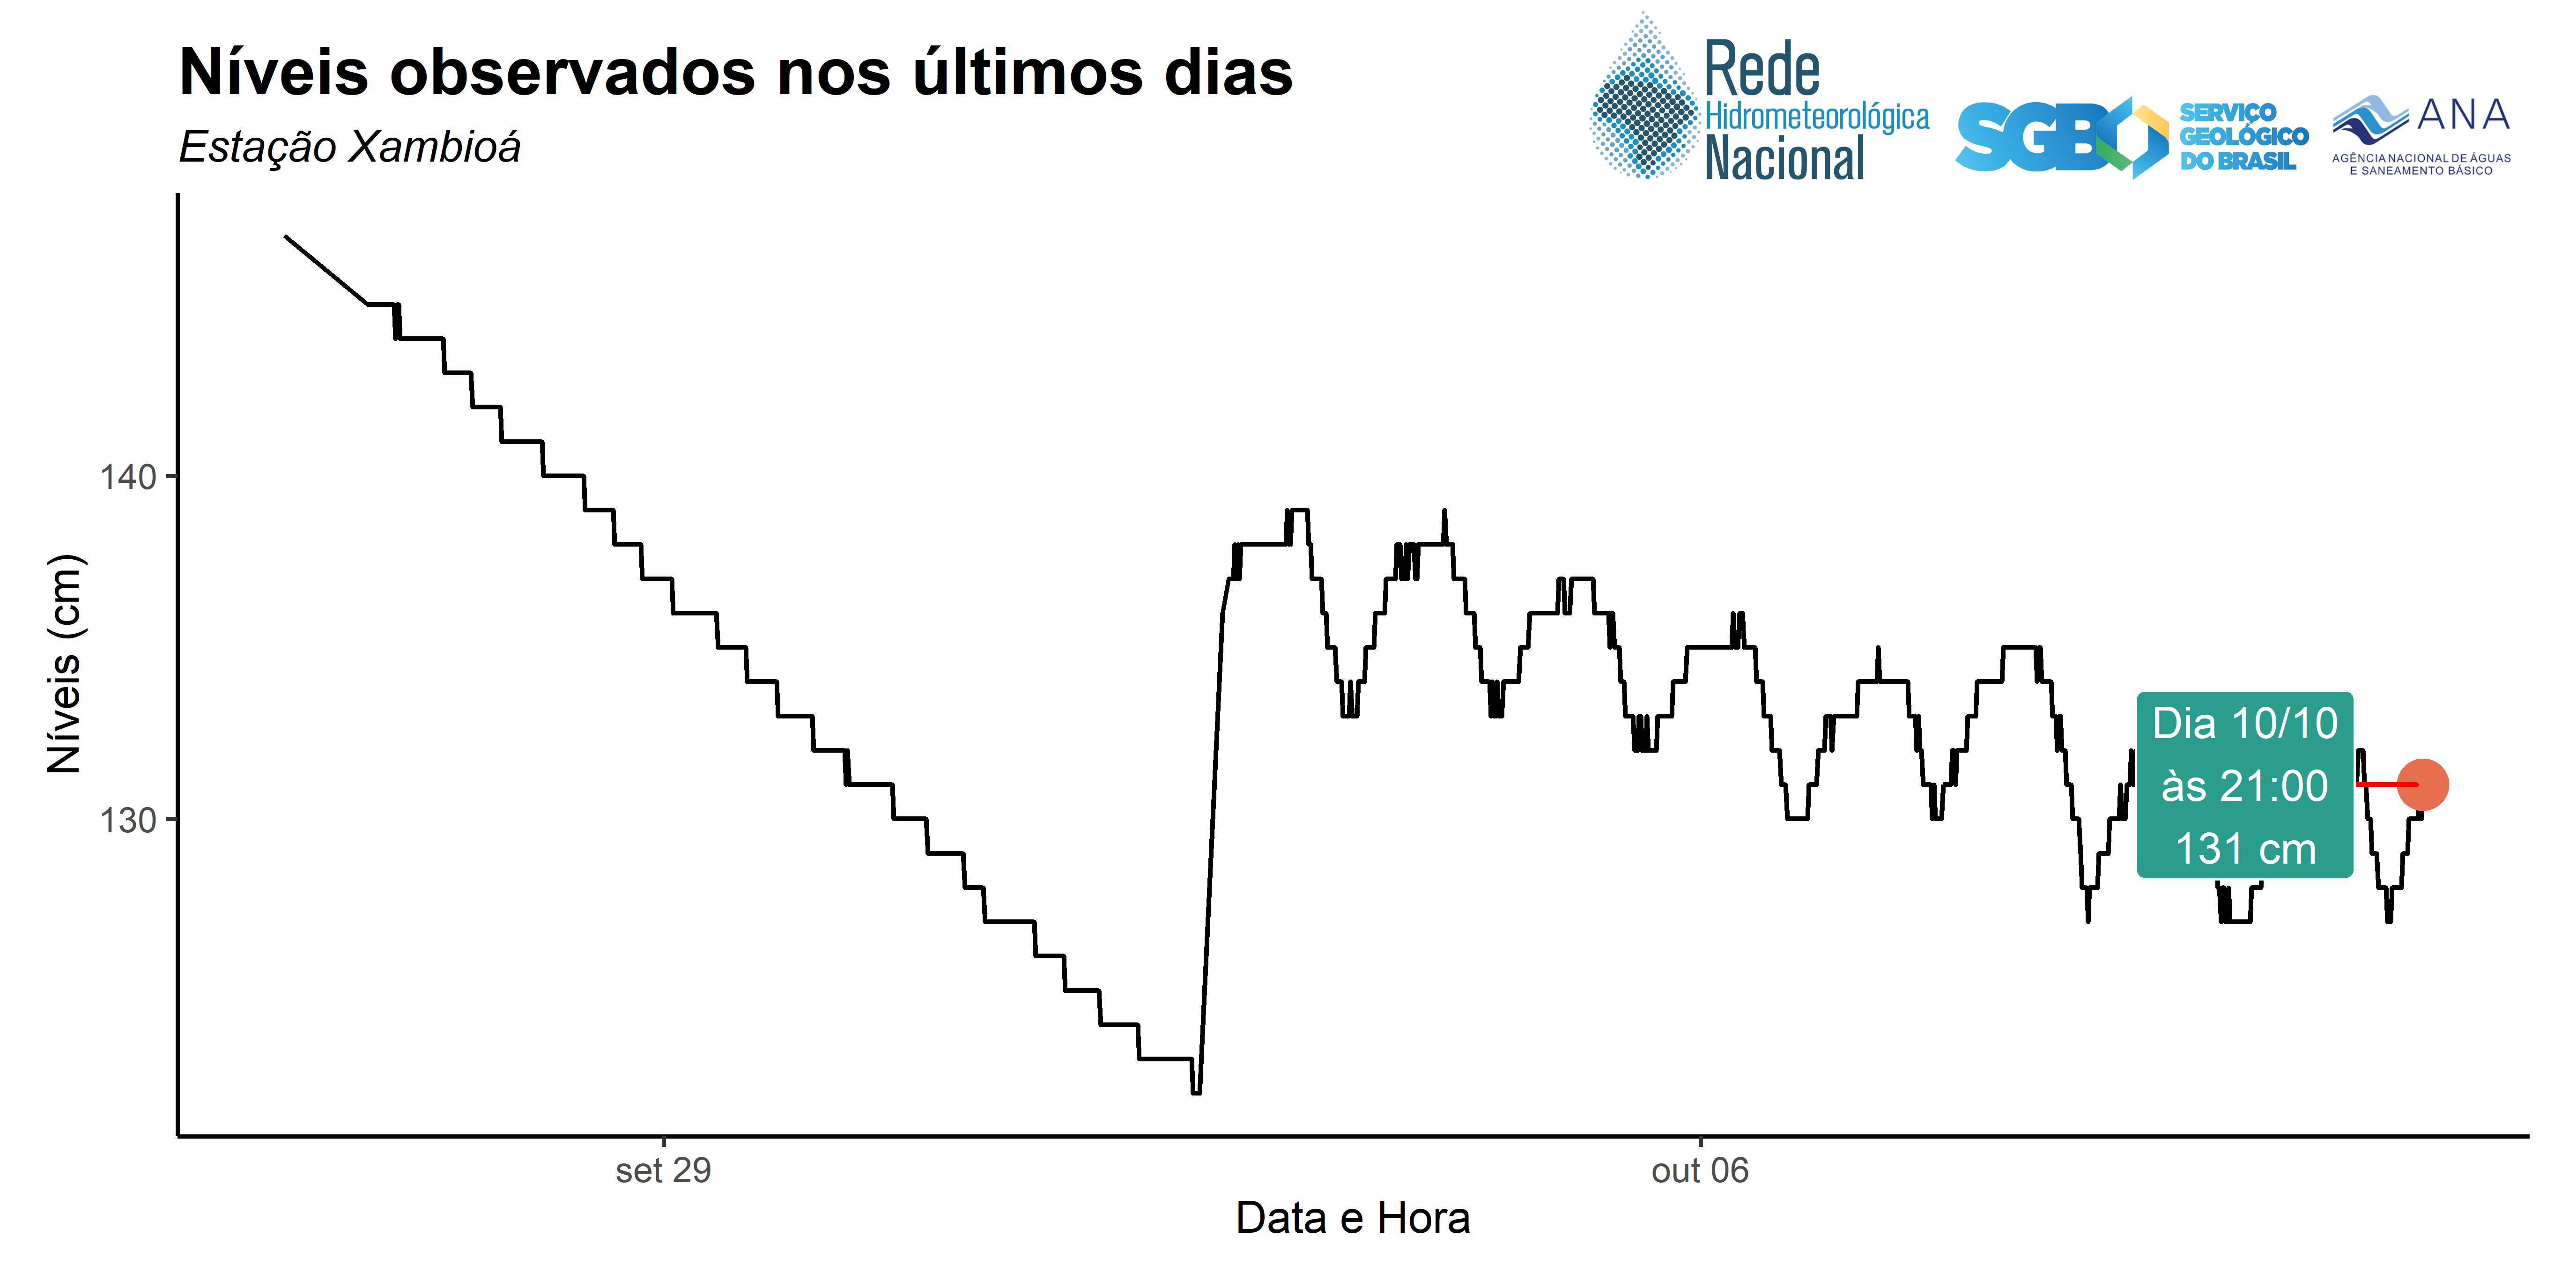 Níveis observados nos últimos dias
Estação Xambioá
Rede
Hidrometeorológica
Nacional
SGB
SERVIÇO
GEOLÓGICO
DO BRASIL
ANA
AGÊNCIA NACIONAL DE ÁGUAS
E SANEAMENTO BÁSICO
Níveis (cm)
140
130
Dia 10/10
às 21:00
131 cm
set 29
out 06
Data e Hora